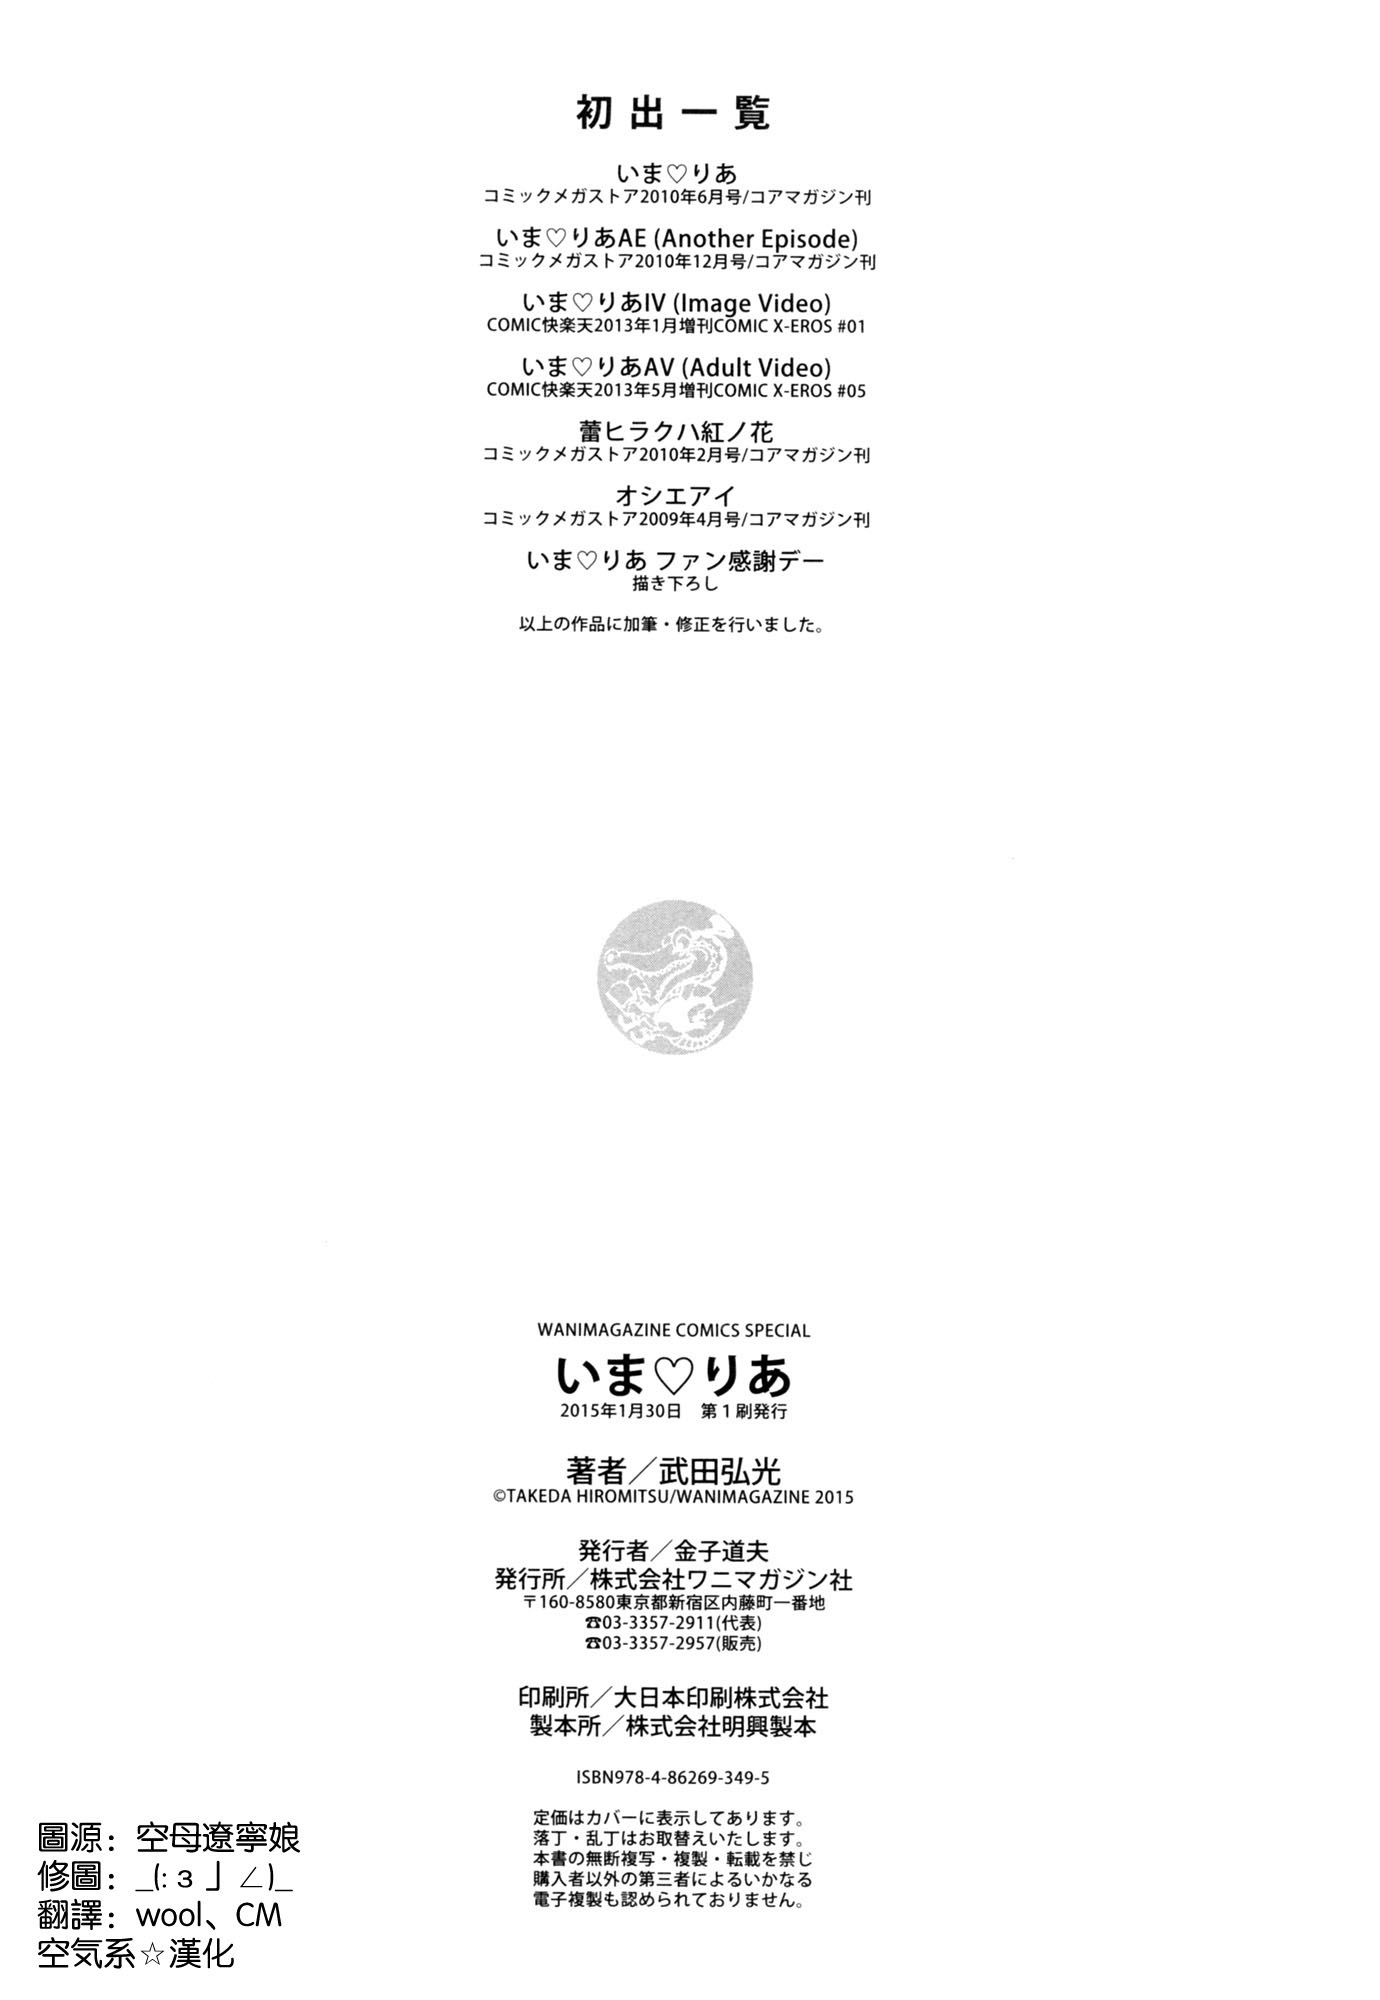 初出一覧
いま♡りあ
コミックメガストア2010年6月号/コアマガジン刊
いま♡りあAE (Another Episode)
コミックメガストア2010年12月号/コアマガジン刊
いま♡りあIV (Image Video)
COMIC快楽天2013年1月増刊COMIC X-EROS #01
いま♡りあAV (Adult Video)
COMIC快楽天2013年5月増刊COMIC X-EROS #05
蕾ヒラクハ紅ノ花
コミックメガストア2010年2月号/コアマガジン刊
オシエアイ
コミックメガストア2009年4月号/コアマガジン刊
いま♡りあ ファン感謝デー
描き下ろし
以上の作品に加筆・修正を行いました。
WANIMAGAZINE COMICS SPECIAL
いま♡りあ
2015年1月30日　第1刷発行
著者／武田弘光
©TAKEDA HIROMITSU/WANIMAGAZINE 2015
発行者／金子道夫
発行所／株式会社ワニマガジン社
〒160-8580東京都新宿区内藤町一番地
☎03-3357-2911(代表)
☎03-3357-2957(販売)
印刷所／大日本印刷株式会社
製本所／株式会社明興製本
ISBN978-4-86269-349-5
定価はカバーに表示してあります。
落丁・乱丁はお取替えいたします。
本書の無断複写・複製・転載を禁じ
購入者以外の第三者によるいかなる
電子複製も認められておりません。
圖源：空母遼寧娘
修圖：_(:з」∠)_
翻譯：wool、CM
空気系☆漢化